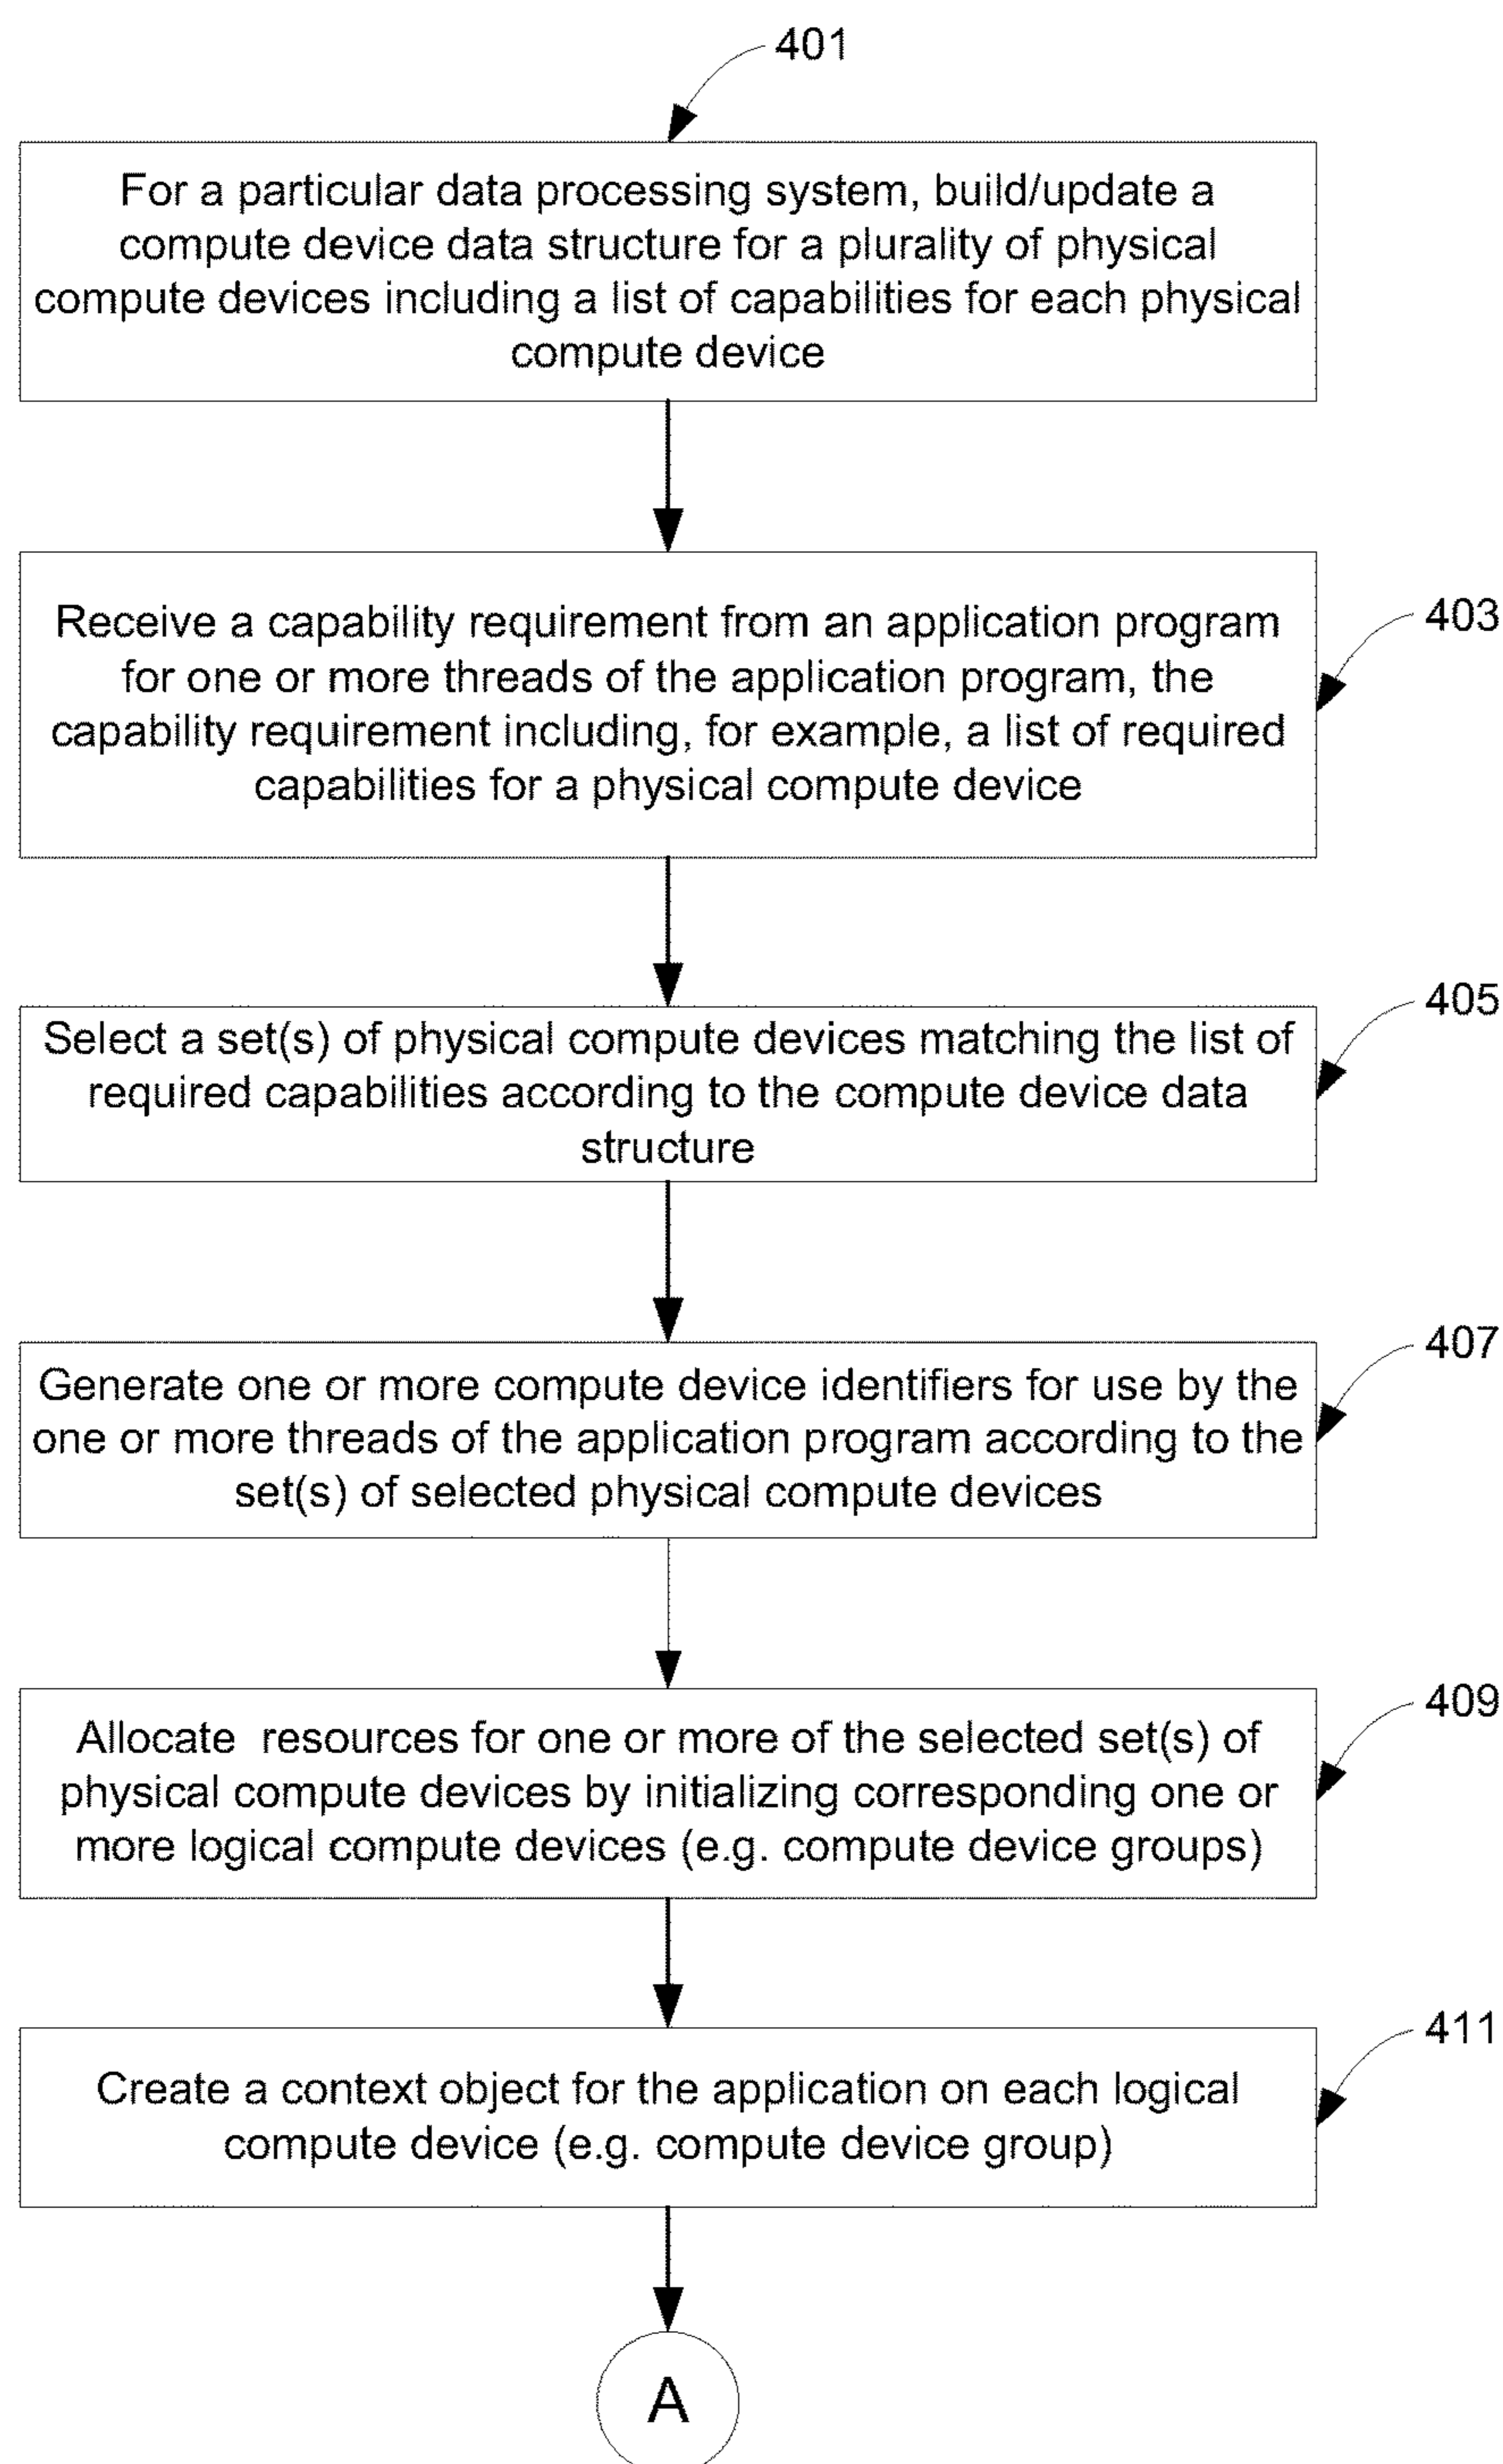 401
For a particular data processing system, build/update a
compute device data structure for a plurality of physical
compute devices including a list of capabilities for each physical
compute device
Receive a capability requirement from an application program
for one or more threads of the application program, the
capability requirement including, for example, a list of required
capabilities for a physical compute device
403
Select a set(s) of physical compute devices matching the list of
required capabilities according to the compute device data
structure
405
Generate one or more compute device identifiers for use by the
one or more threads of the application program according to the
set(s) of selected physical compute devices
407
Allocate resources for one or more of the selected set(s) of
physical compute devices by initializing corresponding one or
more logical compute devices (e.g. compute device groups)
409
Create a context object for the application on each logical
compute device (e.g. compute device group)
411
A